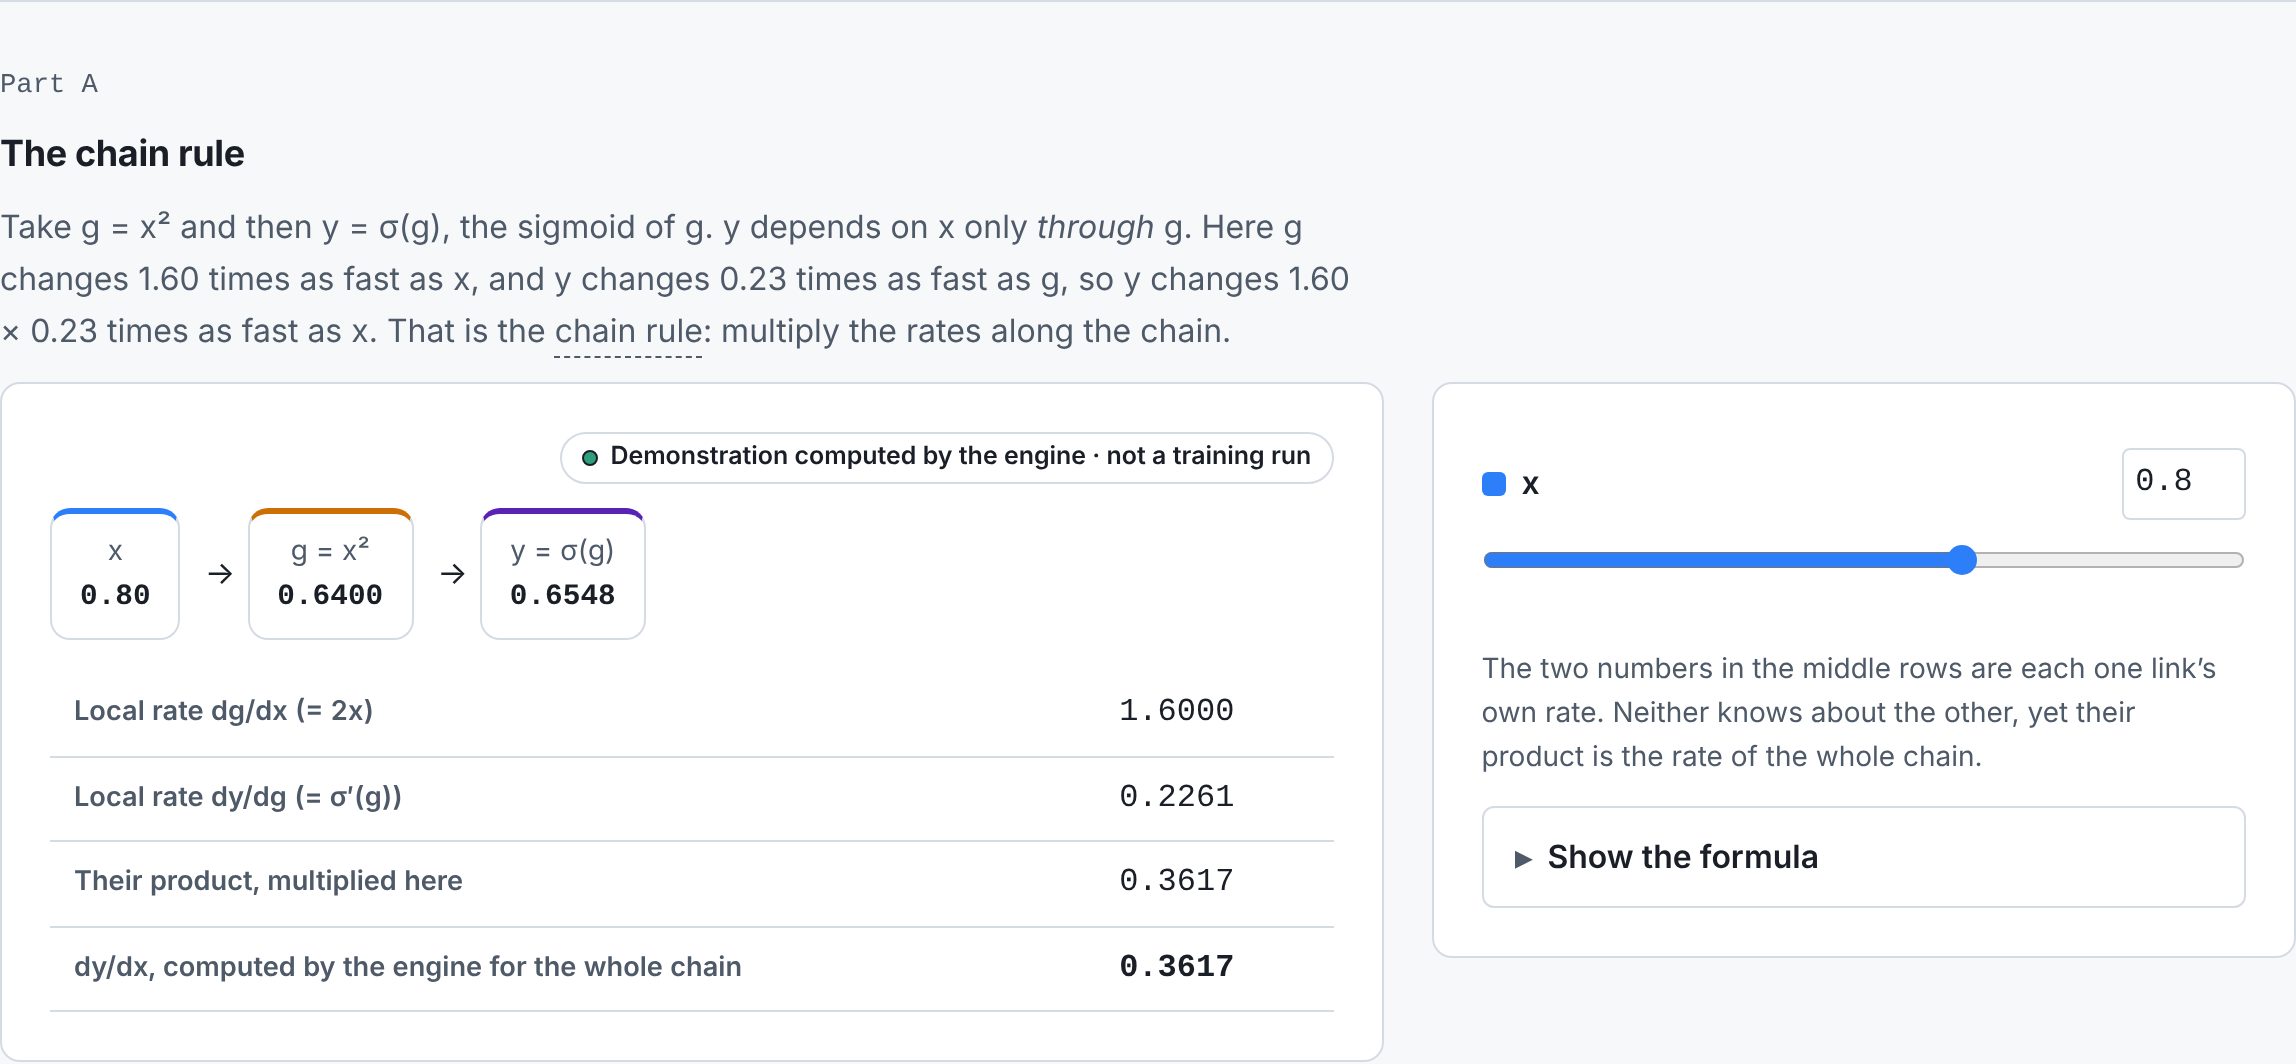 Part A
The chain rule
Take g = x² and then y = σ(g), the sigmoid of g. y depends on x only through g. Here g
changes 1.60 times as fast as x, and y changes 0.23 times as fast as g, so y changes 1.60
× 0.23 times as fast as x. That is the chain rule: multiply the rates along the chain.
Demonstration computed by the engine · not a training run
x → g = x² → y = σ(g)
0.80 0.6400 0.6548
Local rate dg/dx (= 2x) 1.6000
Local rate dy/dg (= σ′(g)) 0.2261
Their product, multiplied here 0.3617
dy/dx, computed by the engine for the whole chain 0.3617
x 0.8
The two numbers in the middle rows are each one link’s
own rate. Neither knows about the other, yet their
product is the rate of the whole chain.
▶ Show the formula